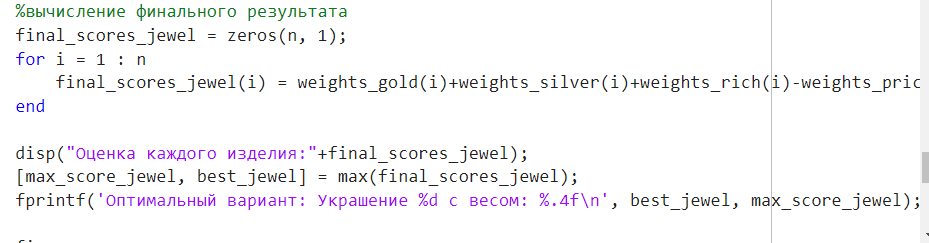 %вычисление финального результата
final_scores_jewel = zeros(n, 1);
for i = 1 : n
    final_scores_jewel(i) = weights_gold(i)+weights_silver(i)+weights_rich(i)-weights_pric
end
disp("Оценка каждого изделия:"+final_scores_jewel);
[max_score_jewel, best_jewel] = max(final_scores_jewel);
fprintf('Оптимальный вариант: Украшение %d с весом: %.4f\n', best_jewel, max_score_jewel);